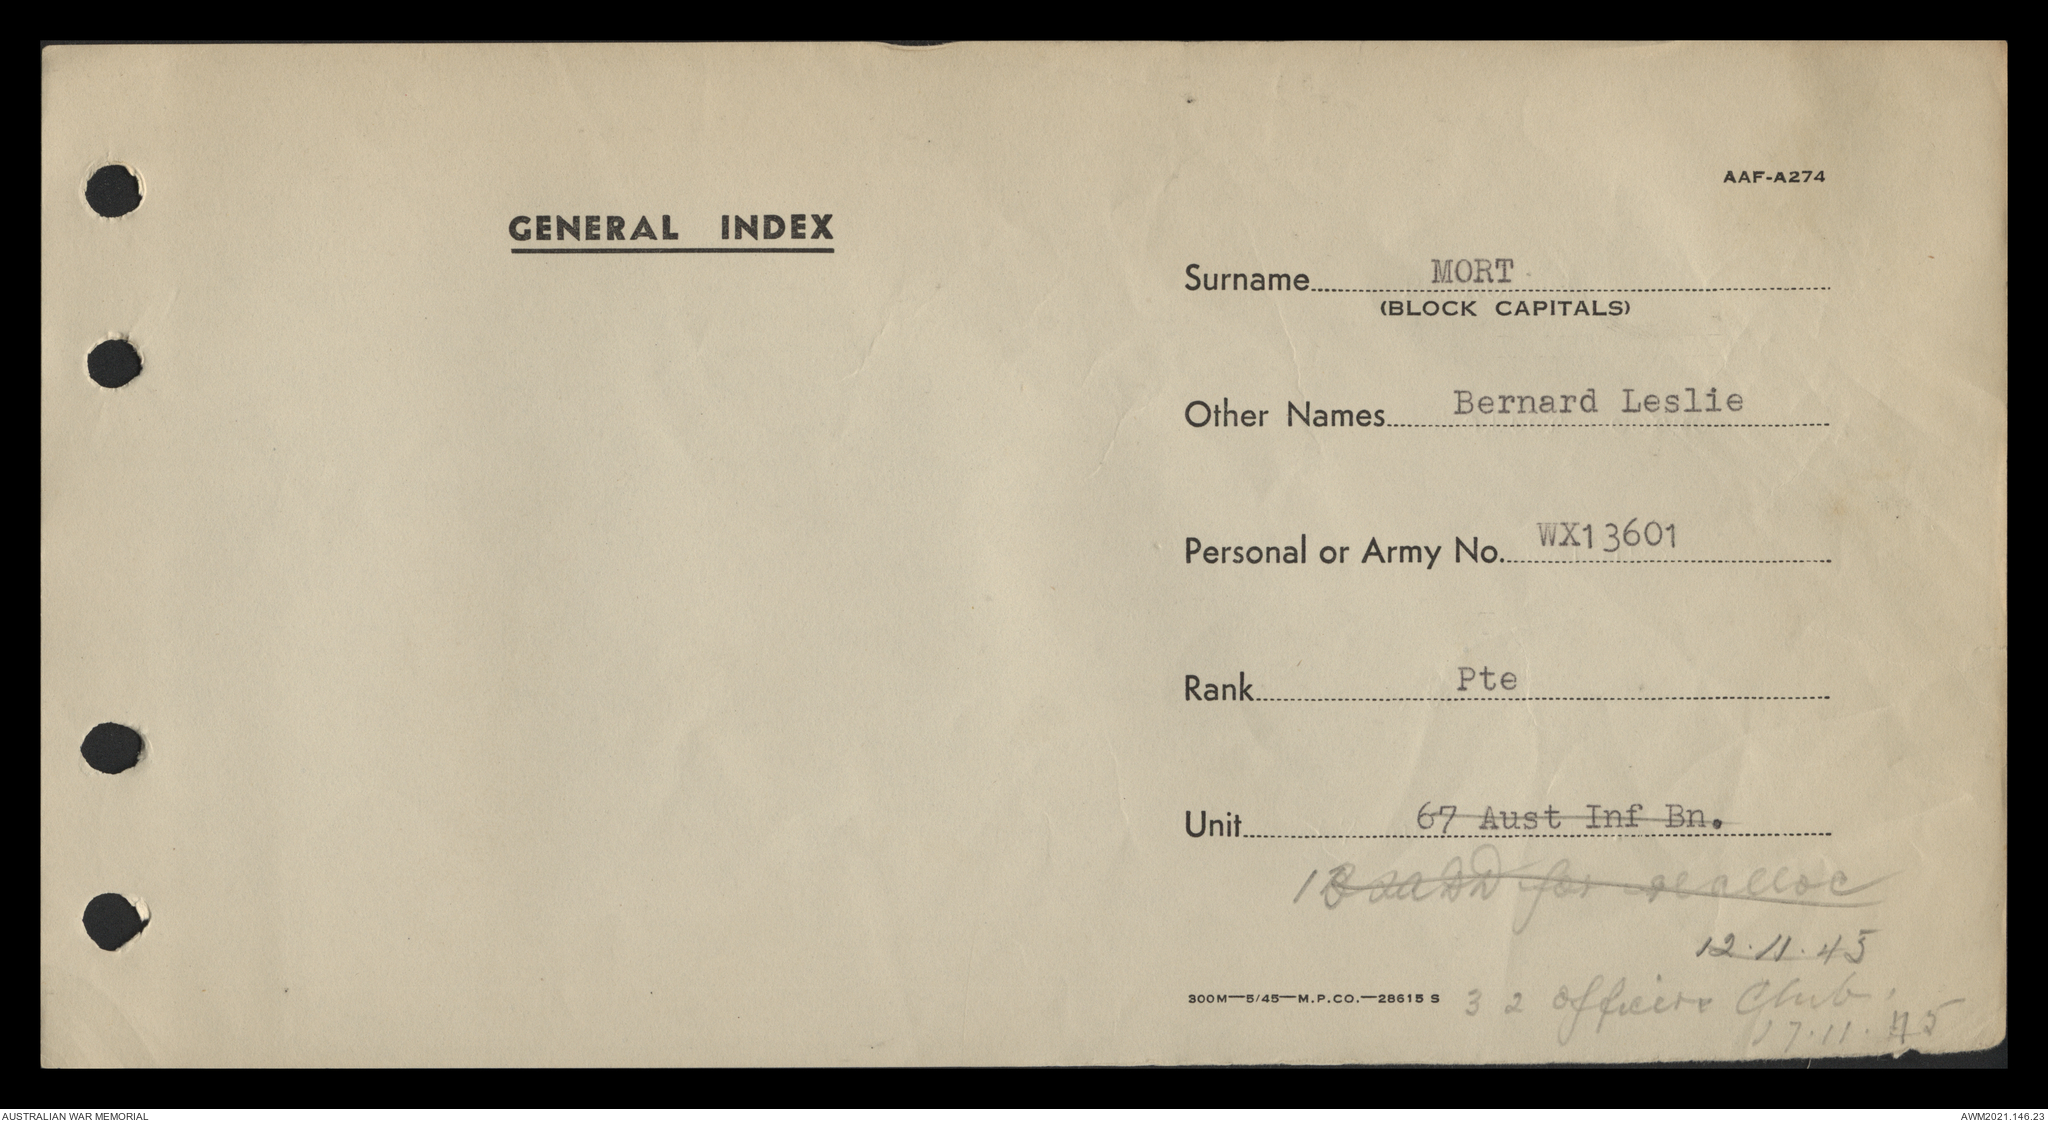 AAF-A274
GENERAL INDEX
Surname MORT
(BLOCK CAPITALS)
Other Names Bernard Leslie
Personal or Army No. WX13601
Rank Pte
Unit 67 Aust Inf Bn.
for realloc
12.11.45
300M—5/45—M.P.CO.—28615 S
32 Officers Club.
17.11.45
AUSTRALIAN WAR MEMORIAL
AWM2021.146.23